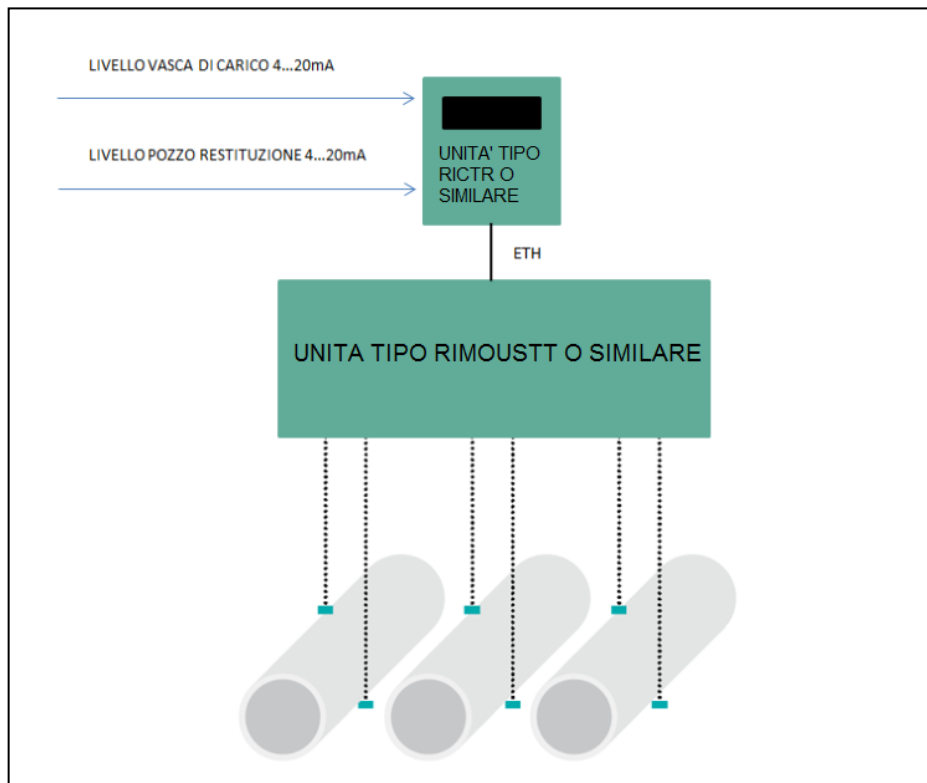 LIVELLO VASCA DI CARICO 4...20mA
LIVELLO POZZO RESTITUZIONE 4...20mA
UNITA' TIPO
RICTR O
SIMILARE
ETH
UNITA TIPO RIMOUSTT O SIMILARE